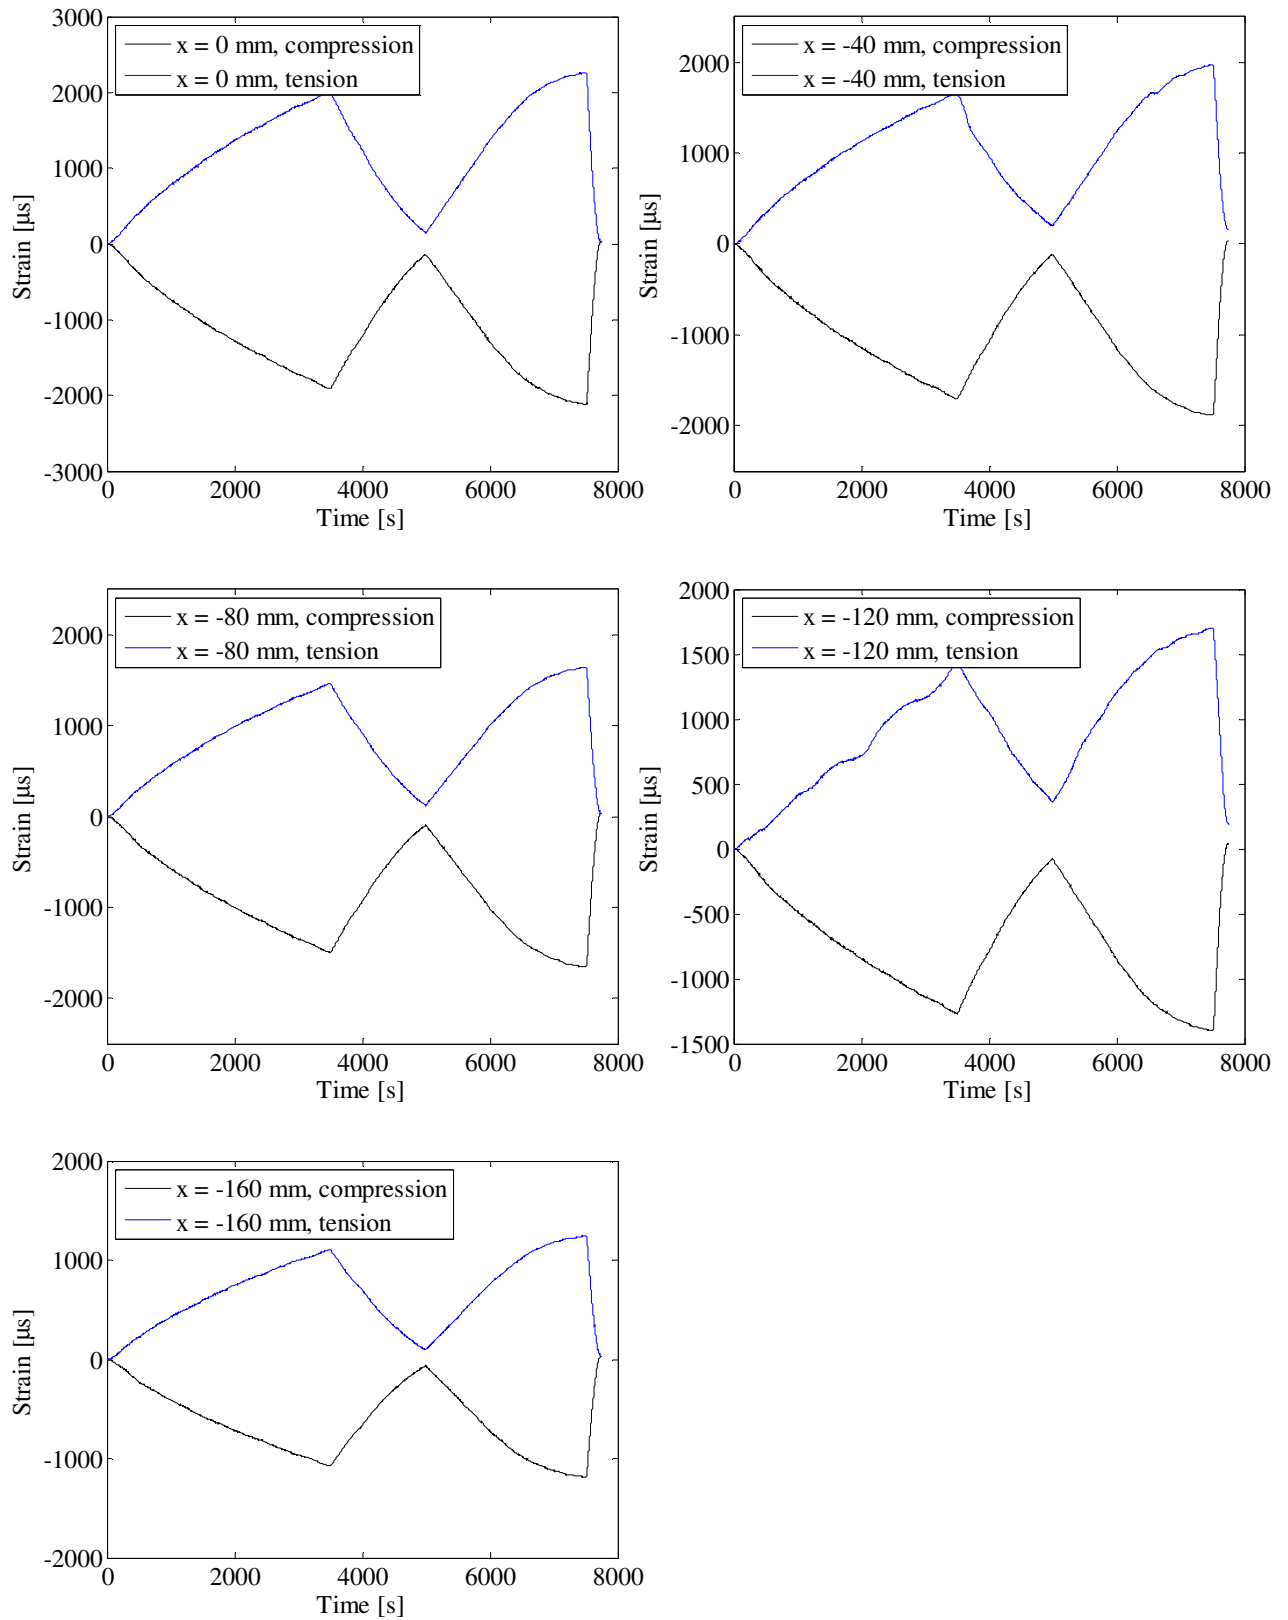 3000
2000
1000
0
-1000
-2000
-3000
Strain [µs]
x = 0 mm, compression
x = 0 mm, tension
0 2000 4000 6000 8000
Time [s]
2000
1000
0
-1000
-2000
Strain [µs]
x = -40 mm, compression
x = -40 mm, tension
0 2000 4000 6000 8000
Time [s]
2000
1000
0
-1000
-2000
Strain [µs]
x = -80 mm, compression
x = -80 mm, tension
0 2000 4000 6000 8000
Time [s]
2000
1500
1000
500
0
-500
-1000
-1500
Strain [µs]
x = -120 mm, compression
x = -120 mm, tension
0 2000 4000 6000 8000
Time [s]
2000
1000
0
-1000
-2000
Strain [µs]
x = -160 mm, compression
x = -160 mm, tension
0 2000 4000 6000 8000
Time [s]